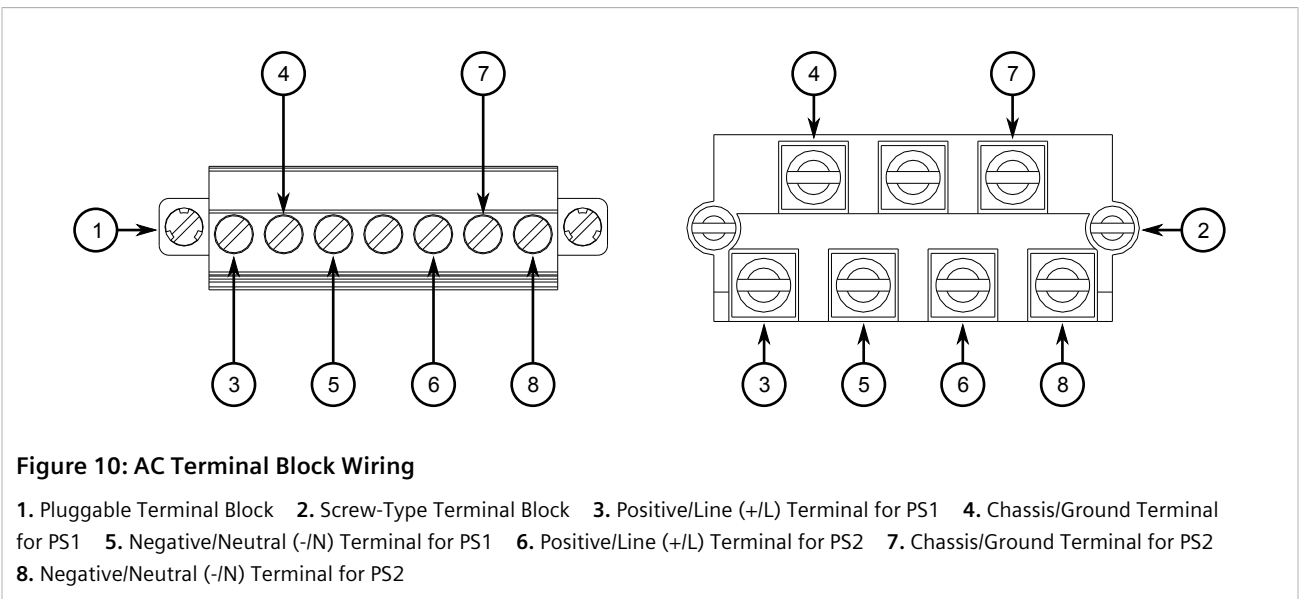 4 7 4 7
1 2
3 5 6 8 3 5 6 8
Figure 10: AC Terminal Block Wiring
1. Pluggable Terminal Block 2. Screw-Type Terminal Block 3. Positive/Line (+/L) Terminal for PS1 4. Chassis/Ground Terminal
for PS1 5. Negative/Neutral (-/N) Terminal for PS1 6. Positive/Line (+/L) Terminal for PS2 7. Chassis/Ground Terminal for PS2
8. Negative/Neutral (-/N) Terminal for PS2